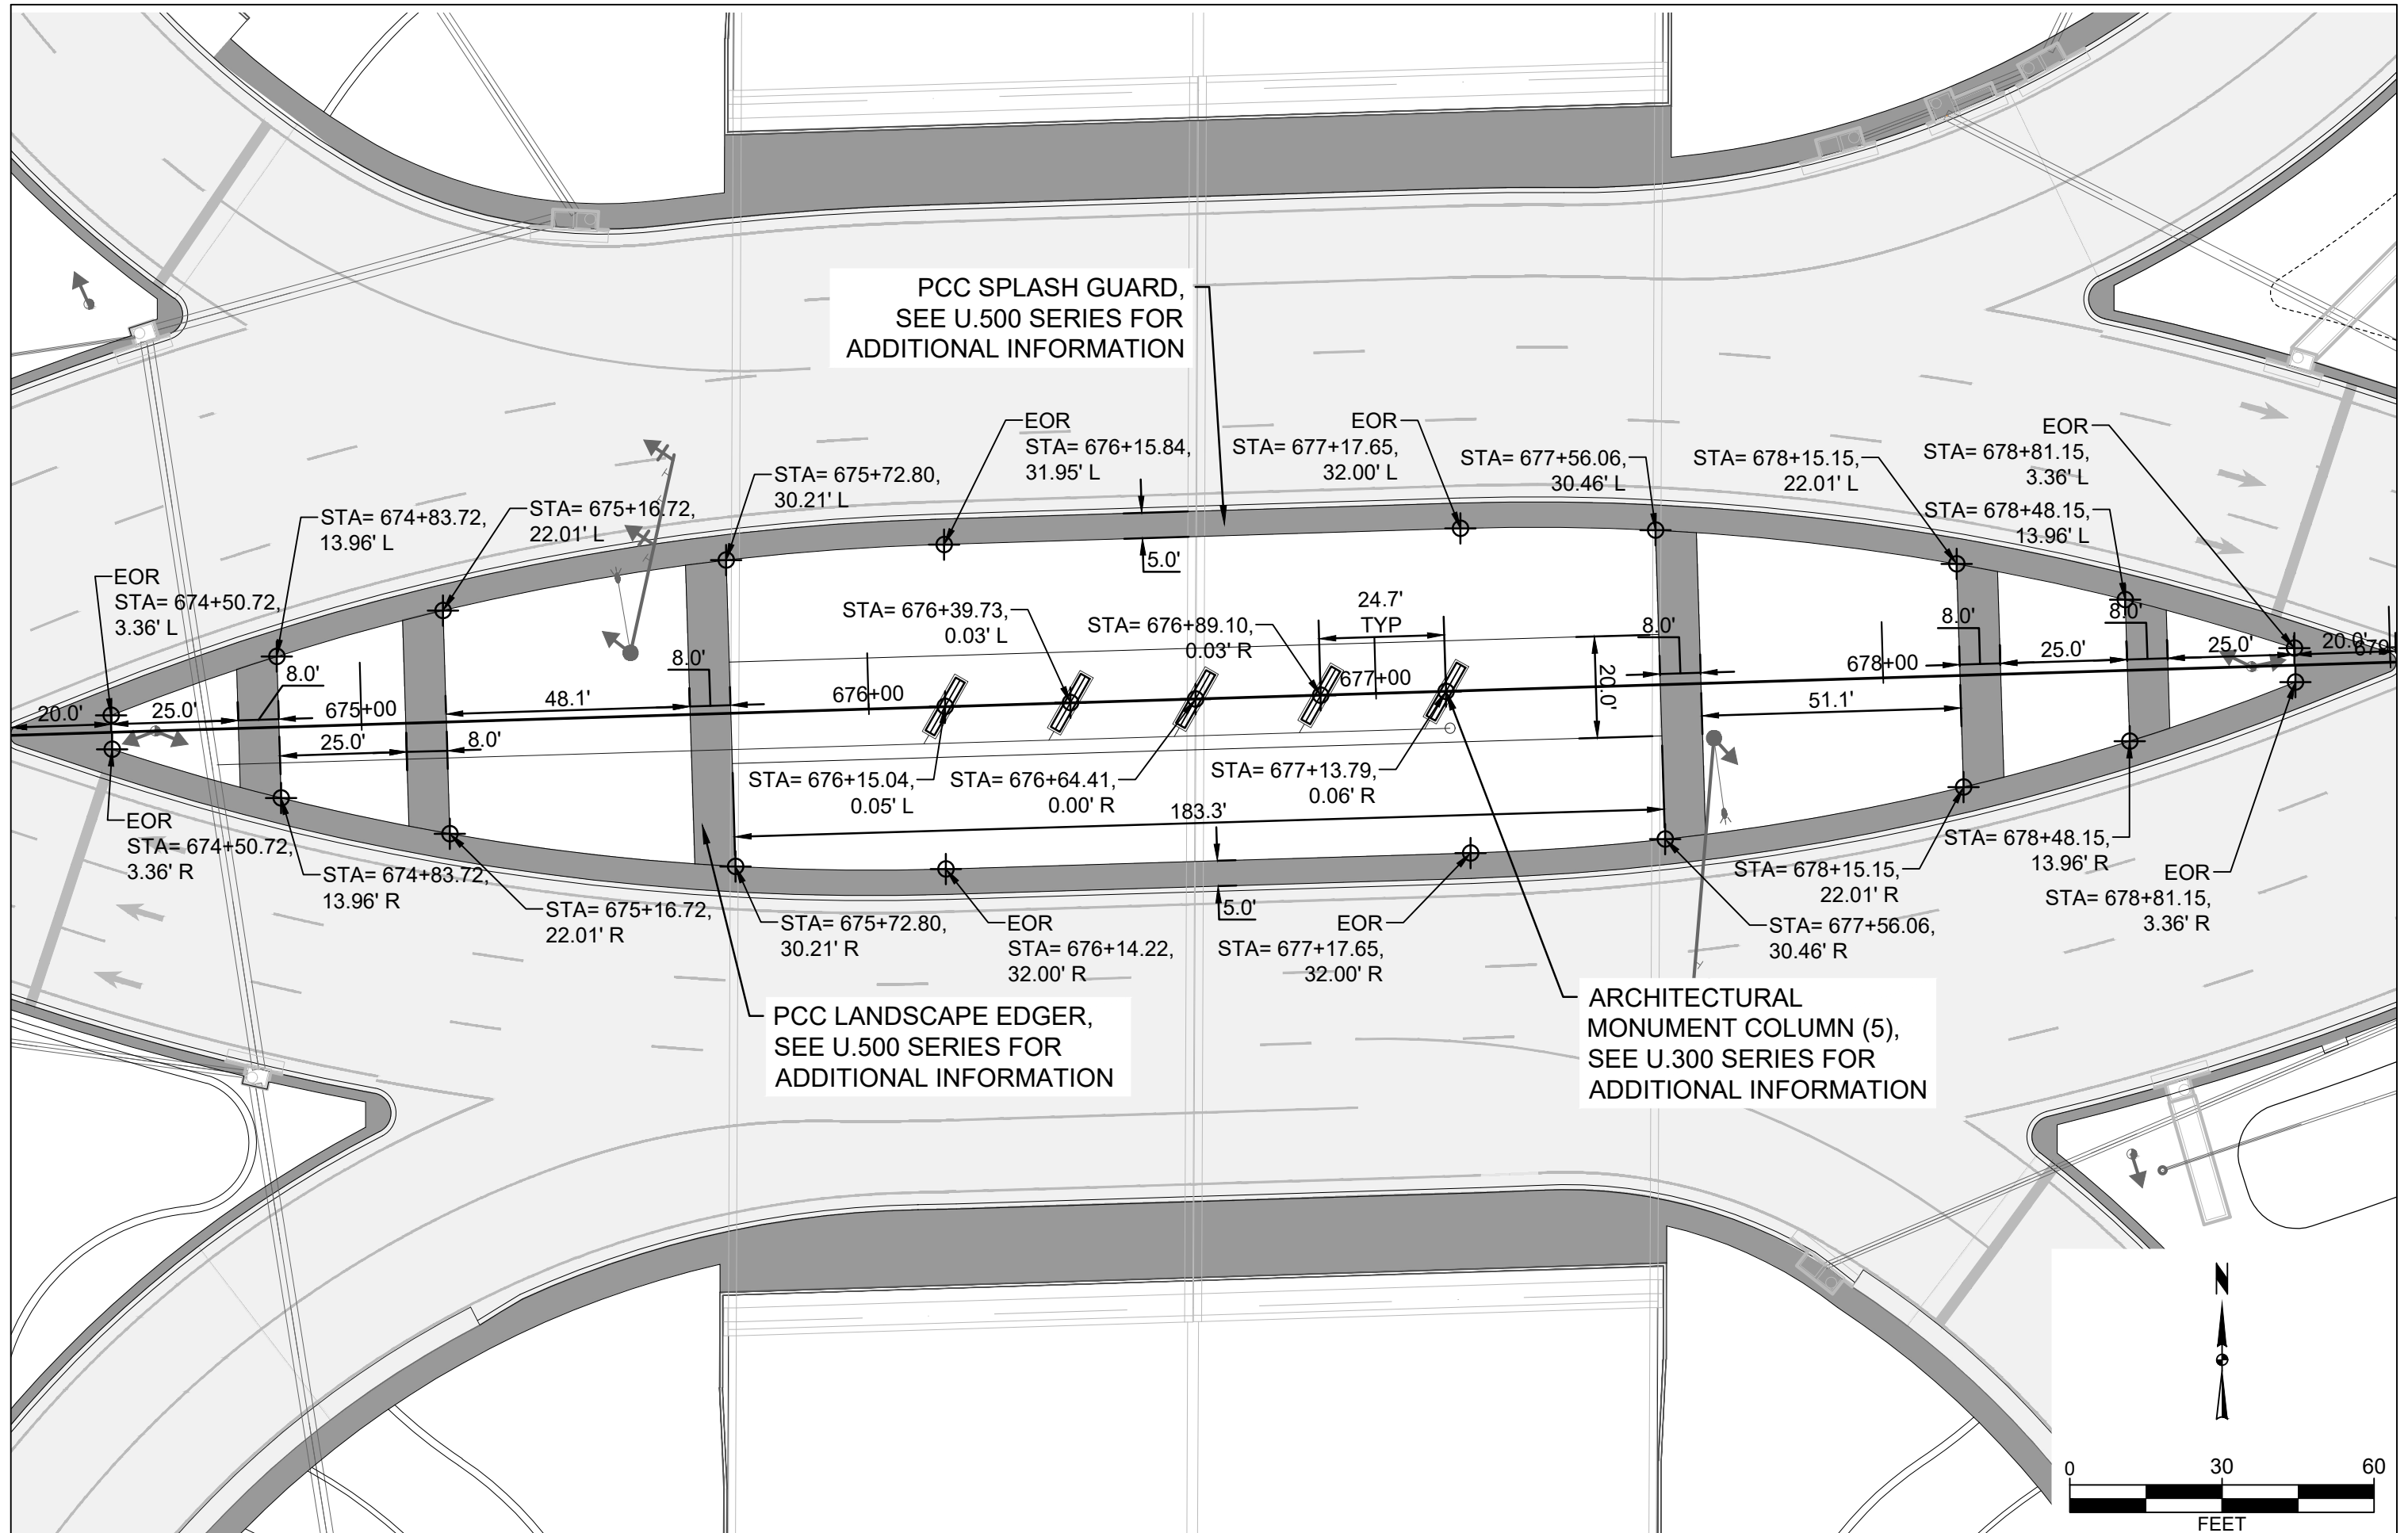 PCC SPLASH GUARD,
SEE U.500 SERIES FOR
ADDITIONAL INFORMATION
EOR
STA= 676+15.84,
31.95' L
EOR
STA= 677+17.65,
32.00' L
EOR
STA= 678+81.15,
3.36' L
STA= 675+72.80,
30.21' L
STA= 677+56.06,
30.46' L
STA= 678+15.15,
22.01' L
STA= 674+83.72,
13.96' L
STA= 675+16.72,
22.01' L
STA= 678+48.15,
13.96' L
EOR
STA= 674+50.72,
3.36' L
5.0'
STA= 676+39.73,
0.03' L
STA= 676+89.10,
0.03' R
24.7'
TYP
8.0'
8.0'
8.0'
8.0'
8.0'
20.0'
25.0'
675+00
48.1'
676+00
677+00
20.0'
678+00
25.0'
25.0'
20.0'
679
51.1'
25.0'
8.0'
STA= 676+15.04,
0.05' L
STA= 676+64.41,
0.00' R
STA= 677+13.79,
0.06' R
183.3'
EOR
STA= 674+50.72,
3.36' R
STA= 674+83.72,
13.96' R
STA= 675+16.72,
22.01' R
STA= 675+72.80,
30.21' R
EOR
STA= 676+14.22,
32.00' R
5.0'
EOR
STA= 677+17.65,
32.00' R
STA= 677+56.06,
30.46' R
STA= 678+15.15,
22.01' R
STA= 678+48.15,
13.96' R
EOR
STA= 678+81.15,
3.36' R
PCC LANDSCAPE EDGER,
SEE U.500 SERIES FOR
ADDITIONAL INFORMATION
ARCHITECTURAL
MONUMENT COLUMN (5),
SEE U.300 SERIES FOR
ADDITIONAL INFORMATION
N
0 30 60
FEET